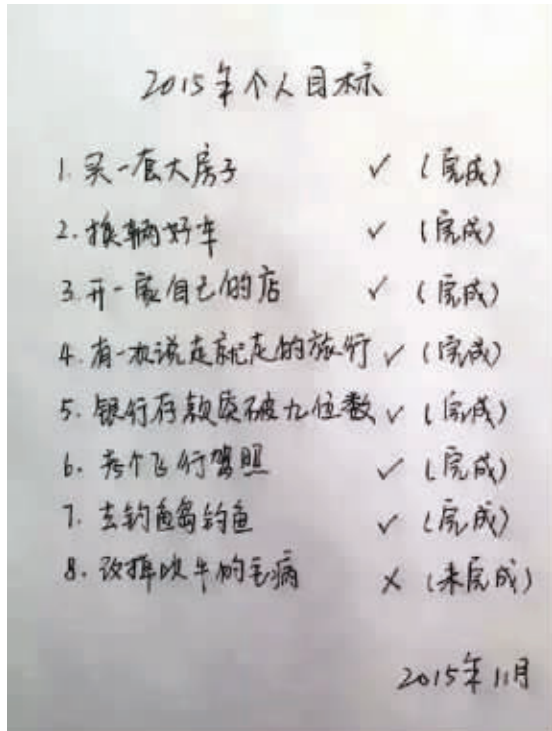 2015年个人目标
1. 买一套大房子 ✓ (完成)
2. 换辆好车 ✓ (完成)
3. 开一家自己的店 ✓ (完成)
4. 有一次说走就走的旅行 ✓ (完成)
5. 银行存款突破九位数 ✓ (完成)
6. 考个飞行驾照 ✓ (完成)
7. 去钓鱼岛钓鱼 ✓ (完成)
8. 改掉吹牛的毛病 ✗ (未完成)
2015年11月